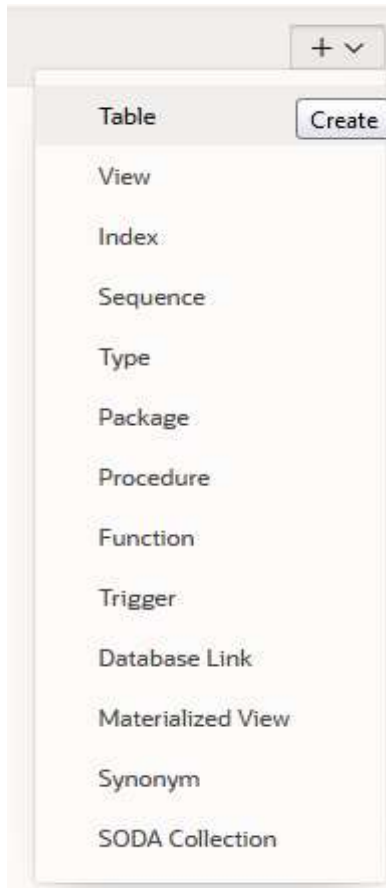 +
Table
Create
View
Index
Sequence
Type
Package
Procedure
Function
Trigger
Database Link
Materialized View
Synonym
SODA Collection